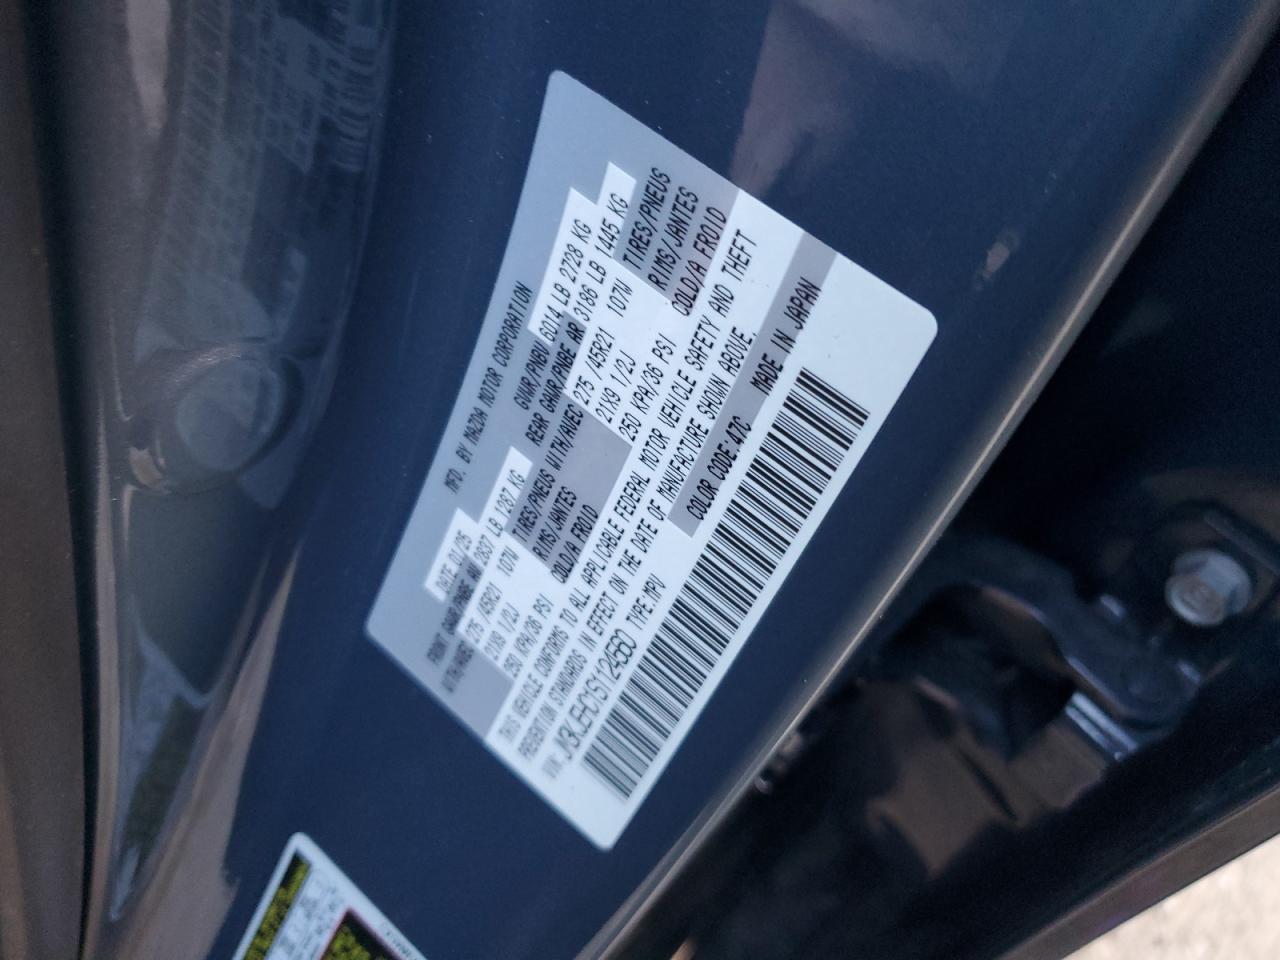 MFD. BY MAZDA MOTOR CORPORATION
DATE 01/25 GVWR/PNBV 6014 LB 2728 KG
FRONT GAWR/PNBE AV 2837 LB 1287 KG REAR GAWR/PNBE AR 3186 LB 1445 KG
WITH/AVEC 275 /45R21 107W TIRES/PNEUS WITH/AVEC 275 /45R21 107W TIRES/PNEUS
21X9 1/2J RIMS/JANTES 21X9 1/2J RIMS/JANTES
250 KPA/36 PSI COLD/A FROID 250 KPA/36 PSI COLD/A FROID
THIS VEHICLE CONFORMS TO ALL APPLICABLE FEDERAL MOTOR VEHICLE SAFETY AND THEFT
PREVENTION STANDARDS IN EFFECT ON THE DATE OF MANUFACTURE SHOWN ABOVE.
TYPE:MPV COLOR CODE:47C MADE IN JAPAN